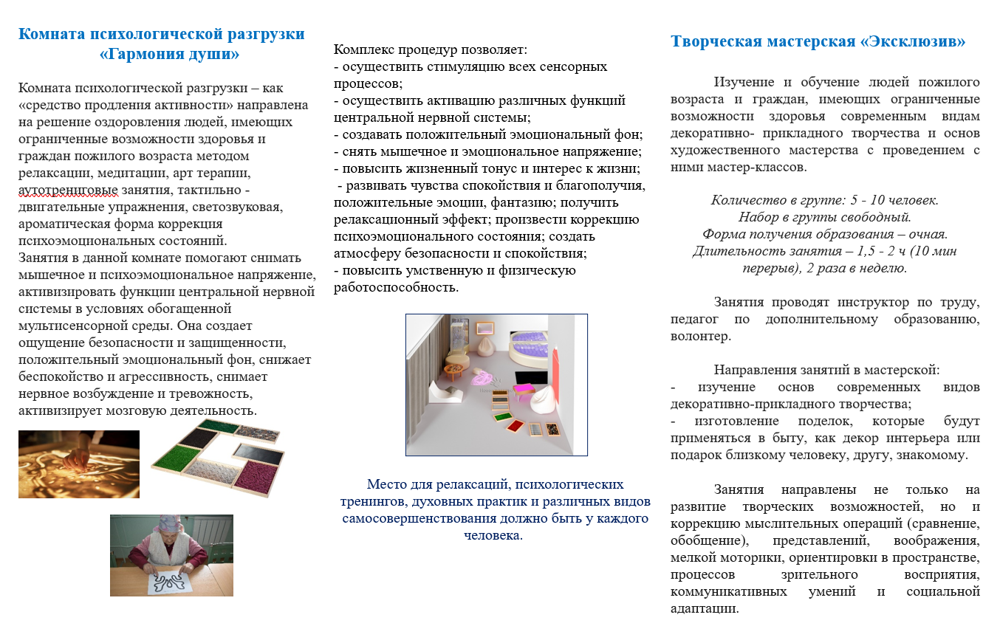 Комната психологической разгрузки
«Гармония души»
Комната психологической разгрузки – как
«средство продления активности» направлена
на решение оздоровления людей, имеющих
ограниченные возможности здоровья и
граждан пожилого возраста методом
релаксации, медитации, арт терапии,
аутотрениговые занятия, тактильно -
двигательные упражнения, светозвуковая,
ароматическая форма коррекция
психоэмоциональных состояний.
Занятия в данной комнате помогают снимать
мышечное и психоэмоциональное напряжение,
активизировать функции центральной нервной
системы в условиях обогащенной
мультисенсорной среды. Она создает
ощущение безопасности и защищенности,
положительный эмоциональный фон, снижает
беспокойство и агрессивность, снимает
нервное возбуждение и тревожность,
активизирует мозговую деятельность.
Комплекс процедур позволяет:
- осуществить стимуляцию всех сенсорных
процессов;
- осуществить активацию различных функций
центральной нервной системы;
- создавать положительный эмоциональный фон;
- снять мышечное и эмоциональное напряжение;
- повысить жизненный тонус и интерес к жизни;
- развивать чувства спокойствия и благополучия,
положительные эмоции, фантазию; получить
релаксационный эффект; произвести коррекцию
психоэмоционального состояния; создать
атмосферу безопасности и спокойствия;
- повысить умственную и физическую
работоспособность.
Место для релаксаций, психологических
тренингов, духовных практик и различных видов
самосовершенствования должно быть у каждого
человека.
Творческая мастерская «Эксклюзив»
Изучение и обучение людей пожилого
возраста и граждан, имеющих ограниченные
возможности здоровья современным видам
декоративно- прикладного творчества и основ
художественного мастерства с проведением с
ними мастер-классов.
Количество в группе: 5 - 10 человек.
Набор в группы свободный.
Форма получения образования – очная.
Длительность занятия – 1,5 - 2 ч (10 мин
перерыв), 2 раза в неделю.
Занятия проводят инструктор по труду,
педагог по дополнительному образованию,
волонтер.
Направления занятий в мастерской:
- изучение основ современных видов
декоративно-прикладного творчества;
- изготовление поделок, которые будут
применяться в быту, как декор интерьера или
подарок близкому человеку, другу, знакомому.
Занятия направлены не только на
развитие творческих возможностей, но и
коррекцию мыслительных операций (сравнение,
обобщение), представлений, воображения,
мелкой моторики, ориентировки в пространстве,
процессов зрительного восприятия,
коммуникативных умений и социальной
адаптации.